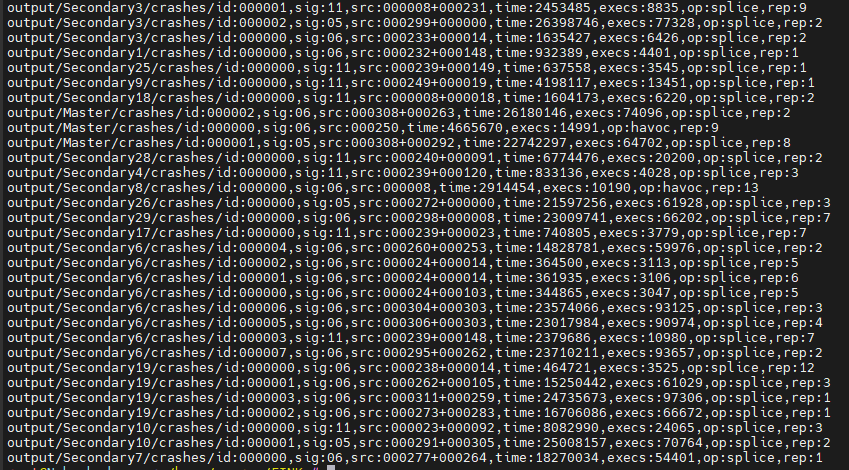 output/Secondary3/crashes/id:000001,sig:11,src:000008+000231,time:2453485,execs:8835,op:splice,rep:9
output/Secondary3/crashes/id:000002,sig:05,src:000299+000000,time:26398746,execs:77328,op:splice,rep:2
output/Secondary3/crashes/id:000000,sig:06,src:000233+000014,time:1635427,execs:6426,op:splice,rep:2
output/Secondary1/crashes/id:000000,sig:06,src:000232+000148,time:932389,execs:4401,op:splice,rep:1
output/Secondary25/crashes/id:000000,sig:11,src:000239+000149,time:637558,execs:3545,op:splice,rep:1
output/Secondary9/crashes/id:000000,sig:11,src:000249+000019,time:4198117,execs:13451,op:splice,rep:1
output/Secondary18/crashes/id:000000,sig:11,src:000008+000018,time:1604173,execs:6220,op:splice,rep:2
output/Master/crashes/id:000002,sig:06,src:000308+000263,time:26180146,execs:74096,op:splice,rep:2
output/Master/crashes/id:000000,sig:06,src:000250,time:4665670,execs:14991,op:havoc,rep:9
output/Master/crashes/id:000001,sig:05,src:000308+000292,time:22742297,execs:64702,op:splice,rep:8
output/Secondary28/crashes/id:000000,sig:11,src:000240+000091,time:6774476,execs:20200,op:splice,rep:2
output/Secondary4/crashes/id:000000,sig:11,src:000239+000120,time:833136,execs:4028,op:splice,rep:3
output/Secondary8/crashes/id:000000,sig:06,src:000008,time:2914454,execs:10190,op:havoc,rep:13
output/Secondary26/crashes/id:000000,sig:05,src:000272+000000,time:21597256,execs:61928,op:splice,rep:3
output/Secondary29/crashes/id:000000,sig:06,src:000298+000008,time:23009741,execs:66202,op:splice,rep:7
output/Secondary17/crashes/id:000000,sig:11,src:000239+000023,time:740805,execs:3779,op:splice,rep:7
output/Secondary6/crashes/id:000004,sig:06,src:000260+000253,time:14828781,execs:59976,op:splice,rep:2
output/Secondary6/crashes/id:000002,sig:06,src:000024+000014,time:364500,execs:3113,op:splice,rep:5
output/Secondary6/crashes/id:000001,sig:06,src:000024+000014,time:361935,execs:3106,op:splice,rep:6
output/Secondary6/crashes/id:000000,sig:06,src:000024+000103,time:344865,execs:3047,op:splice,rep:5
output/Secondary6/crashes/id:000006,sig:06,src:000304+000303,time:23574066,execs:93125,op:splice,rep:3
output/Secondary6/crashes/id:000005,sig:06,src:000306+000303,time:23017984,execs:90974,op:splice,rep:4
output/Secondary6/crashes/id:000003,sig:11,src:000239+000148,time:2379686,execs:10980,op:splice,rep:7
output/Secondary6/crashes/id:000007,sig:06,src:000295+000262,time:23710211,execs:93657,op:splice,rep:2
output/Secondary19/crashes/id:000000,sig:06,src:000238+000014,time:464721,execs:3525,op:splice,rep:12
output/Secondary19/crashes/id:000001,sig:06,src:000262+000105,time:15250442,execs:61029,op:splice,rep:3
output/Secondary19/crashes/id:000003,sig:06,src:000311+000259,time:24735673,execs:97306,op:splice,rep:1
output/Secondary19/crashes/id:000002,sig:06,src:000273+000283,time:16706086,execs:66672,op:splice,rep:1
output/Secondary10/crashes/id:000000,sig:11,src:000023+000092,time:8082990,execs:24065,op:splice,rep:3
output/Secondary10/crashes/id:000001,sig:05,src:000291+000305,time:25008157,execs:70764,op:splice,rep:2
output/Secondary7/crashes/id:000001,sig:06,src:000277+000264,time:18270034,execs:54401,op:splice,rep:1